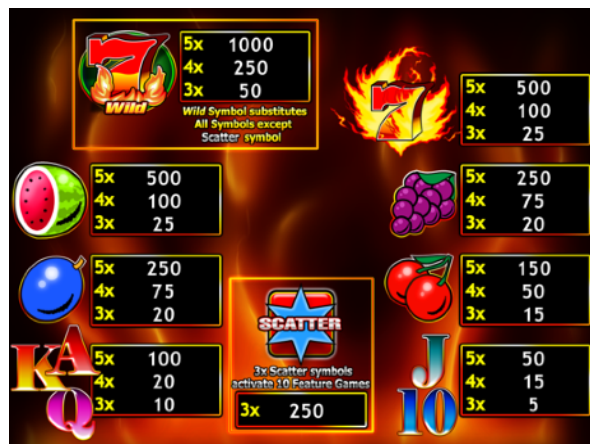 7
Wild
5x 1000
4x 250
3x 50
Wild Symbol substitutes
All Symbols except
Scatter symbol
7
5x 500
4x 100
3x 25
5x 500
4x 100
3x 25
5x 250
4x 75
3x 20
5x 250
4x 75
3x 20
SCATTER
3x Scatter symbols
activate 10 Feature Games
3x 250
5x 150
4x 50
3x 15
K A Q
5x 100
4x 20
3x 10
J
10
5x 50
4x 15
3x 5